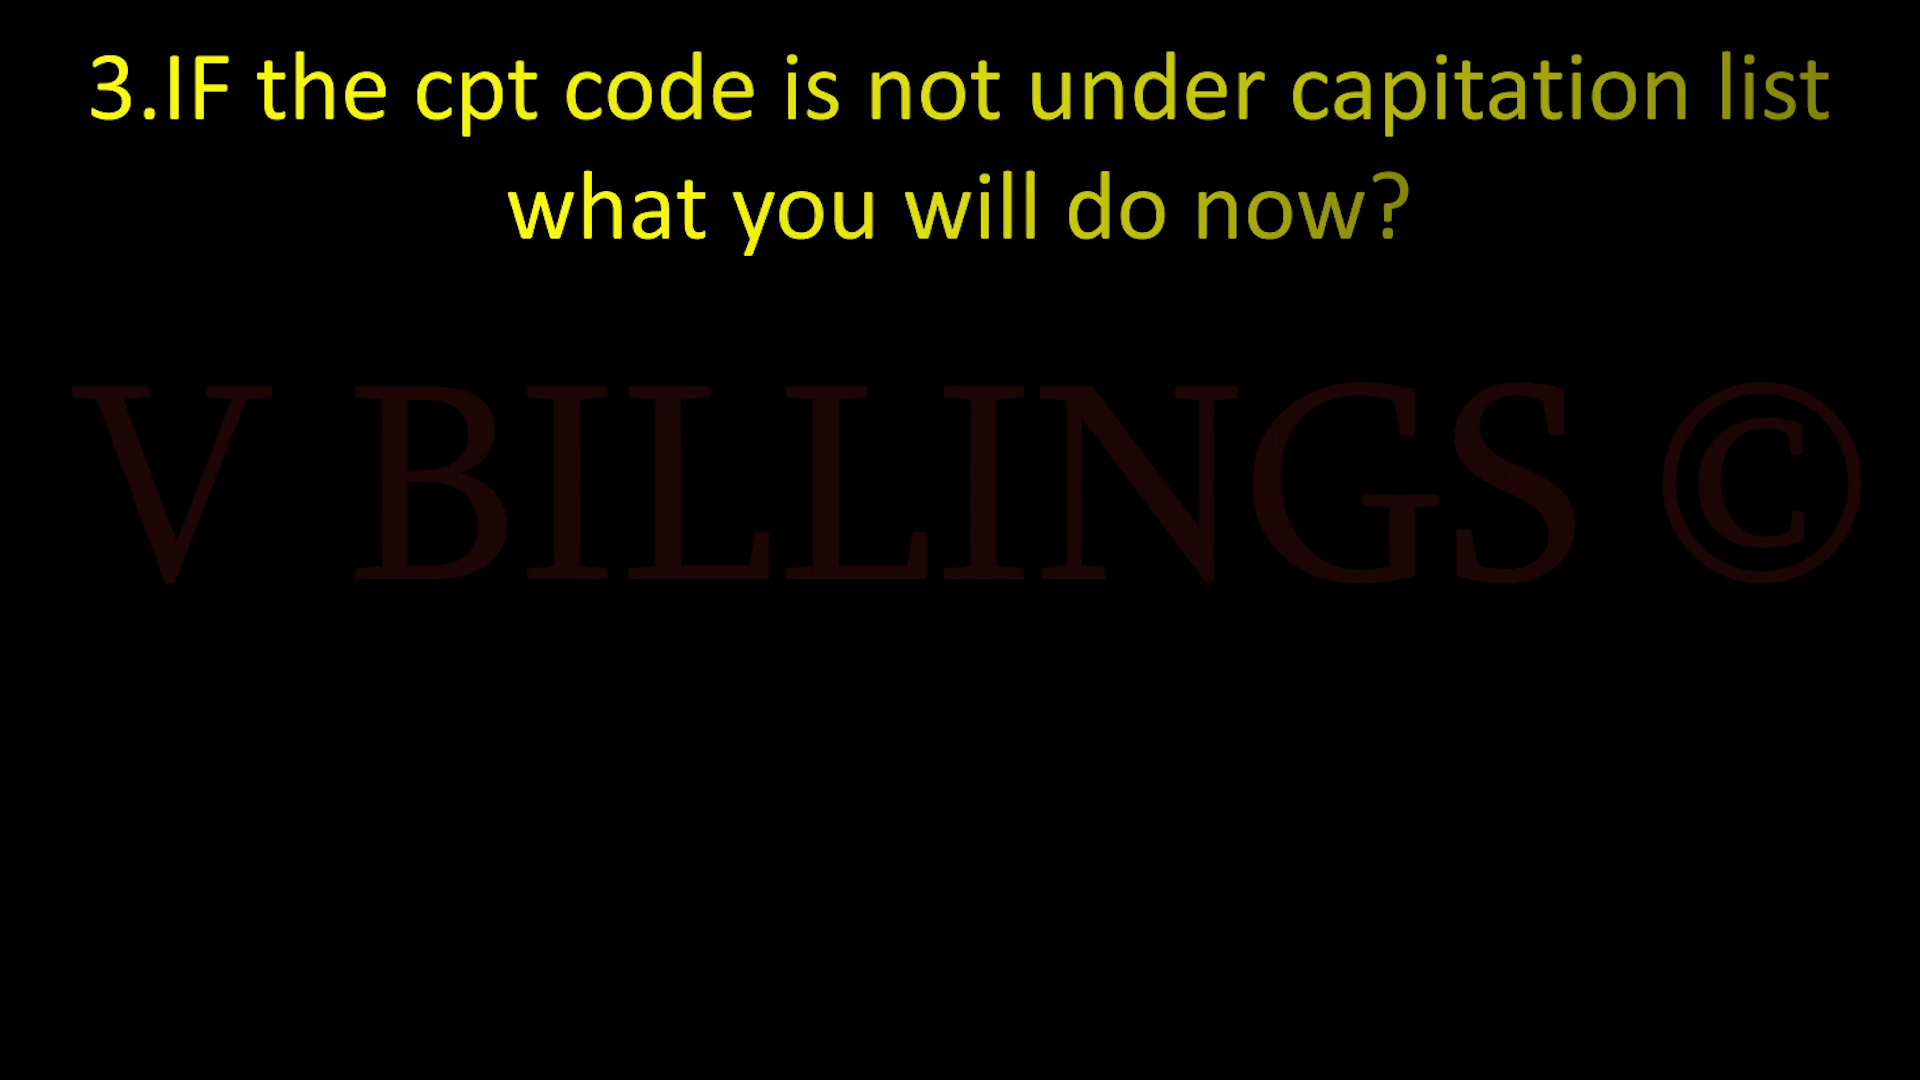 3.IF the cpt code is not under capitation list
what you will do now?
V BILLINGS ©